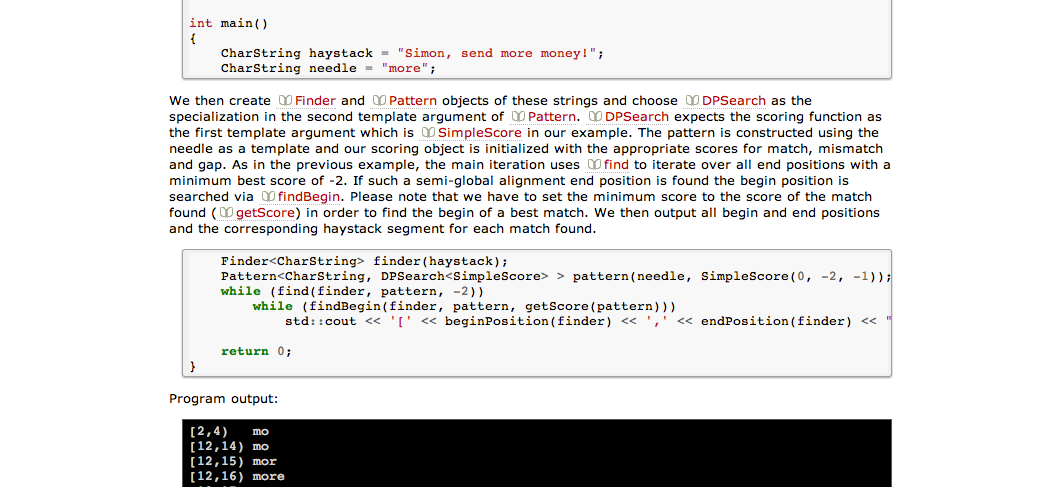 int main()
{
    CharString haystack = "Simon, send more money!";
    CharString needle = "more";
We then create Finder and Pattern objects of these strings and choose DPSearch as the
specialization in the second template argument of Pattern. DPSearch expects the scoring function as
the first template argument which is SimpleScore in our example. The pattern is constructed using the
needle as a template and our scoring object is initialized with the appropriate scores for match, mismatch
and gap. As in the previous example, the main iteration uses find to iterate over all end positions with a
minimum best score of -2. If such a semi-global alignment end position is found the begin position is
searched via findBegin. Please note that we have to set the minimum score to the score of the match
found ( getScore) in order to find the begin of a best match. We then output all begin and end positions
and the corresponding haystack segment for each match found.
    Finder<CharString> finder(haystack);
    Pattern<CharString, DPSearch<SimpleScore> > pattern(needle, SimpleScore(0, -2, -1));
    while (find(finder, pattern, -2))
        while (findBegin(finder, pattern, getScore(pattern)))
            std::cout << '[' << beginPosition(finder) << ',' << endPosition(finder) << "
    return 0;
}
Program output:
[2,4)   mo
[12,14) mo
[12,15) mor
[12,16) more